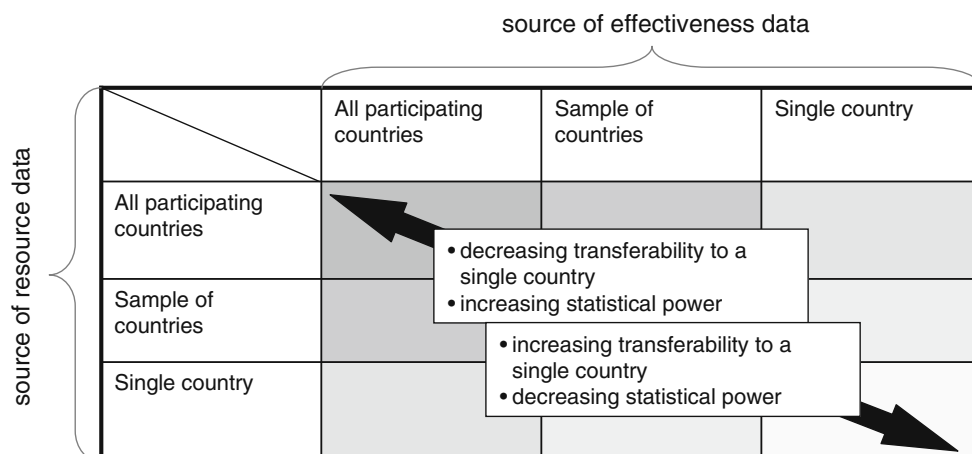 source of effectiveness data
source of resource data
All participating
countries
Sample of
countries
Single country
All participating
countries
• decreasing transferability to a
single country
• increasing statistical power
Sample of
countries
• increasing transferability to a
single country
• decreasing statistical power
Single country